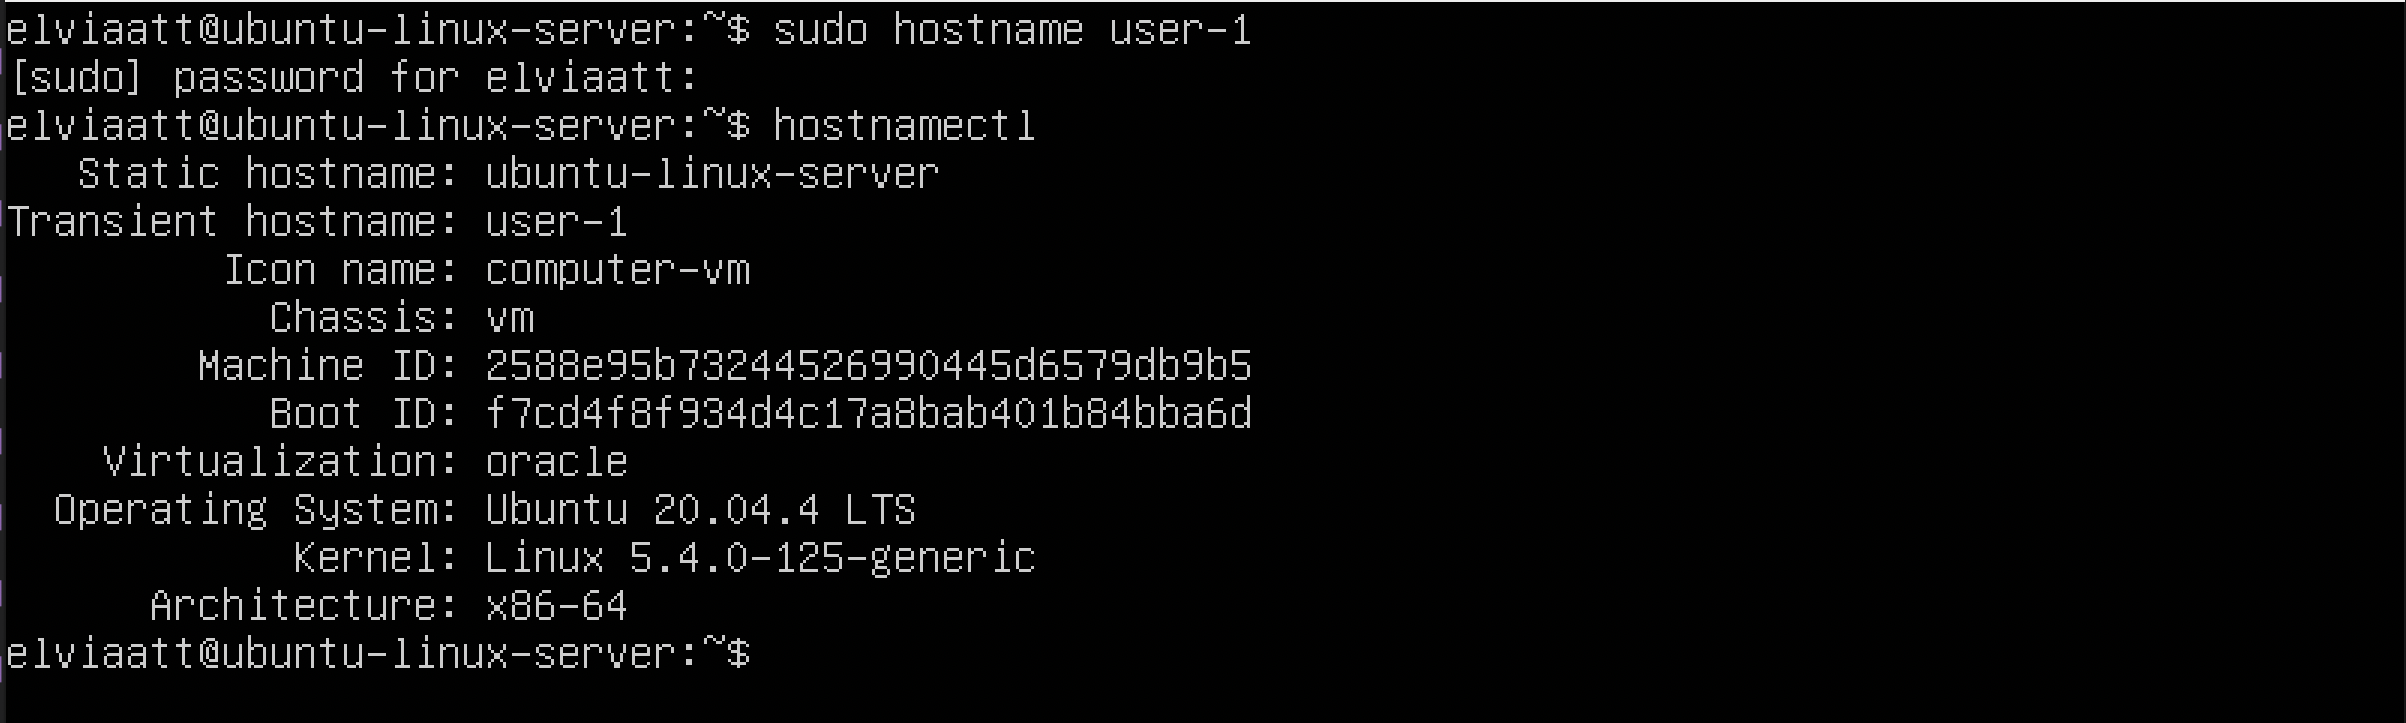 elviaatt@ubuntu-linux-server:~$ sudo hostname user-1
[sudo] password for elviaatt:
elviaatt@ubuntu-linux-server:~$ hostnamectl
Static hostname: ubuntu-linux-server
Transient hostname: user-1
Icon name: computer-vm
Chassis: vm
Machine ID: 2588e95b73244526990445d6579db9b5
Boot ID: f7cd4f8f934d4c17a8bab401b84bba6d
Virtualization: oracle
Operating System: Ubuntu 20.04.4 LTS
Kernel: Linux 5.4.0-125-generic
Architecture: x86-64
elviaatt@ubuntu-linux-server:~$